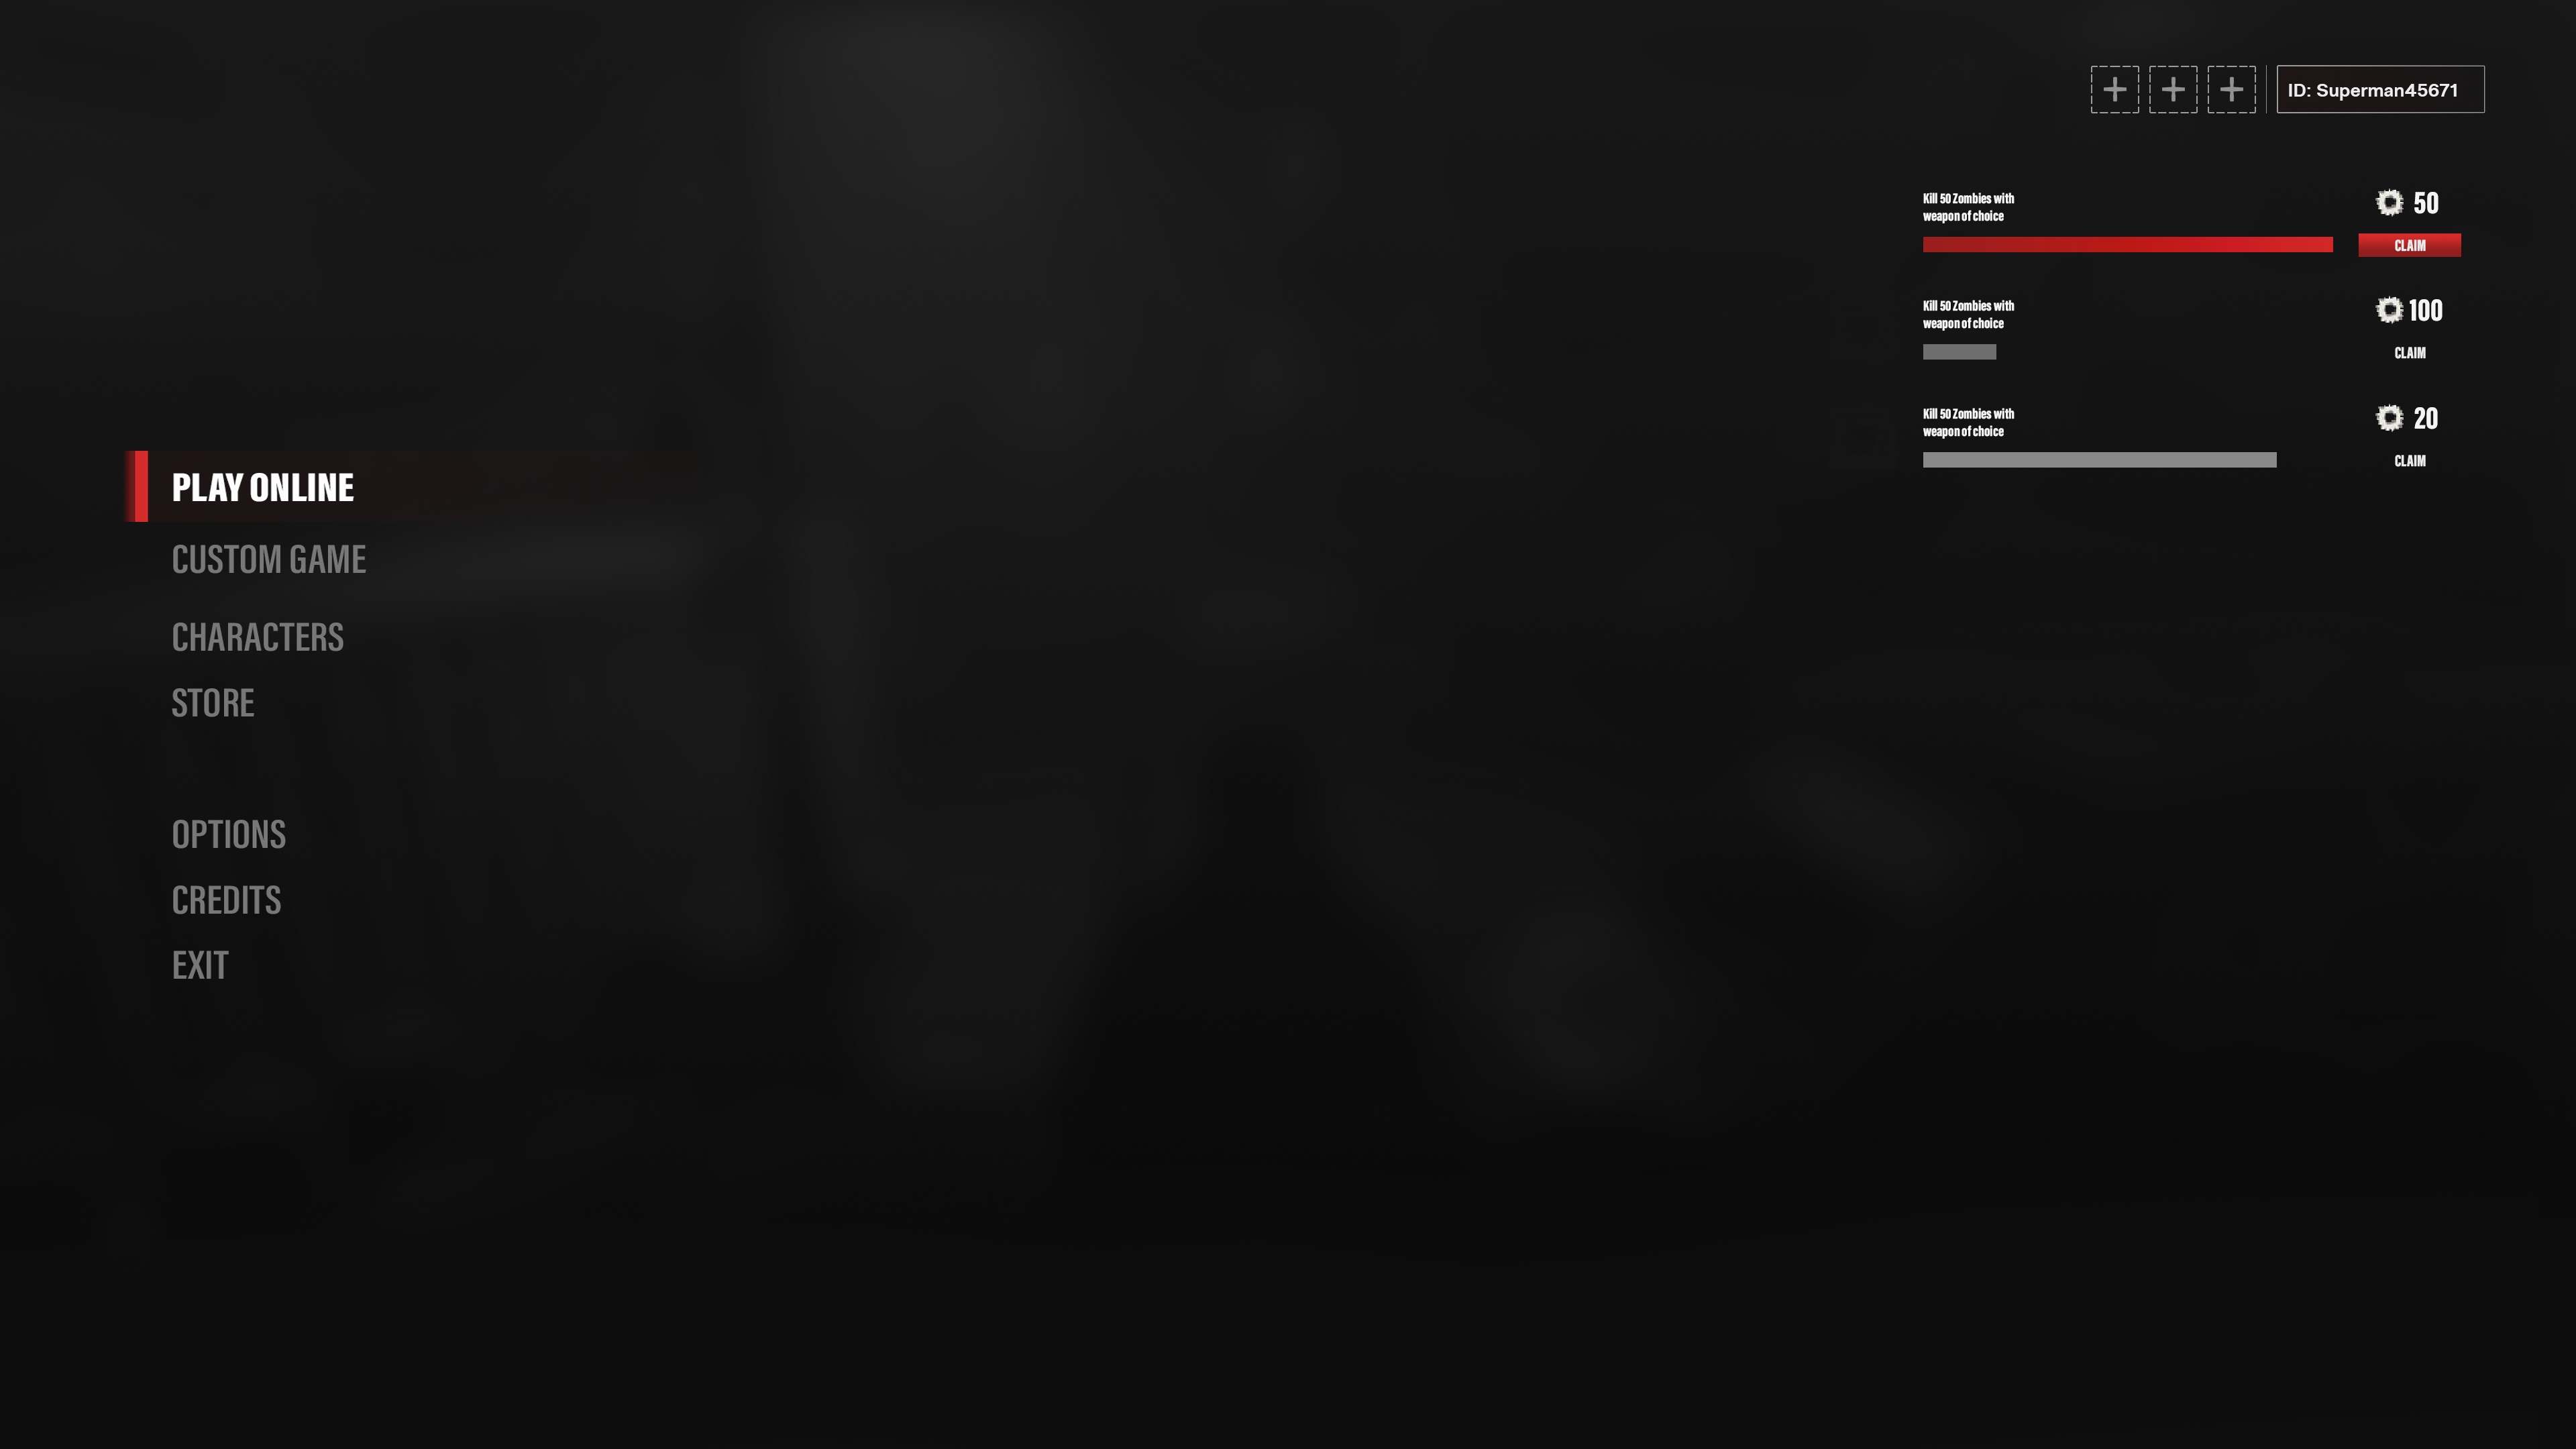 ID: Superman45671
Kill 50 Zombies with
weapon of choice
50
CLAIM
Kill 50 Zombies with
weapon of choice
100
CLAIM
Kill 50 Zombies with
weapon of choice
20
CLAIM
PLAY ONLINE
CUSTOM GAME
CHARACTERS
STORE
OPTIONS
CREDITS
EXIT